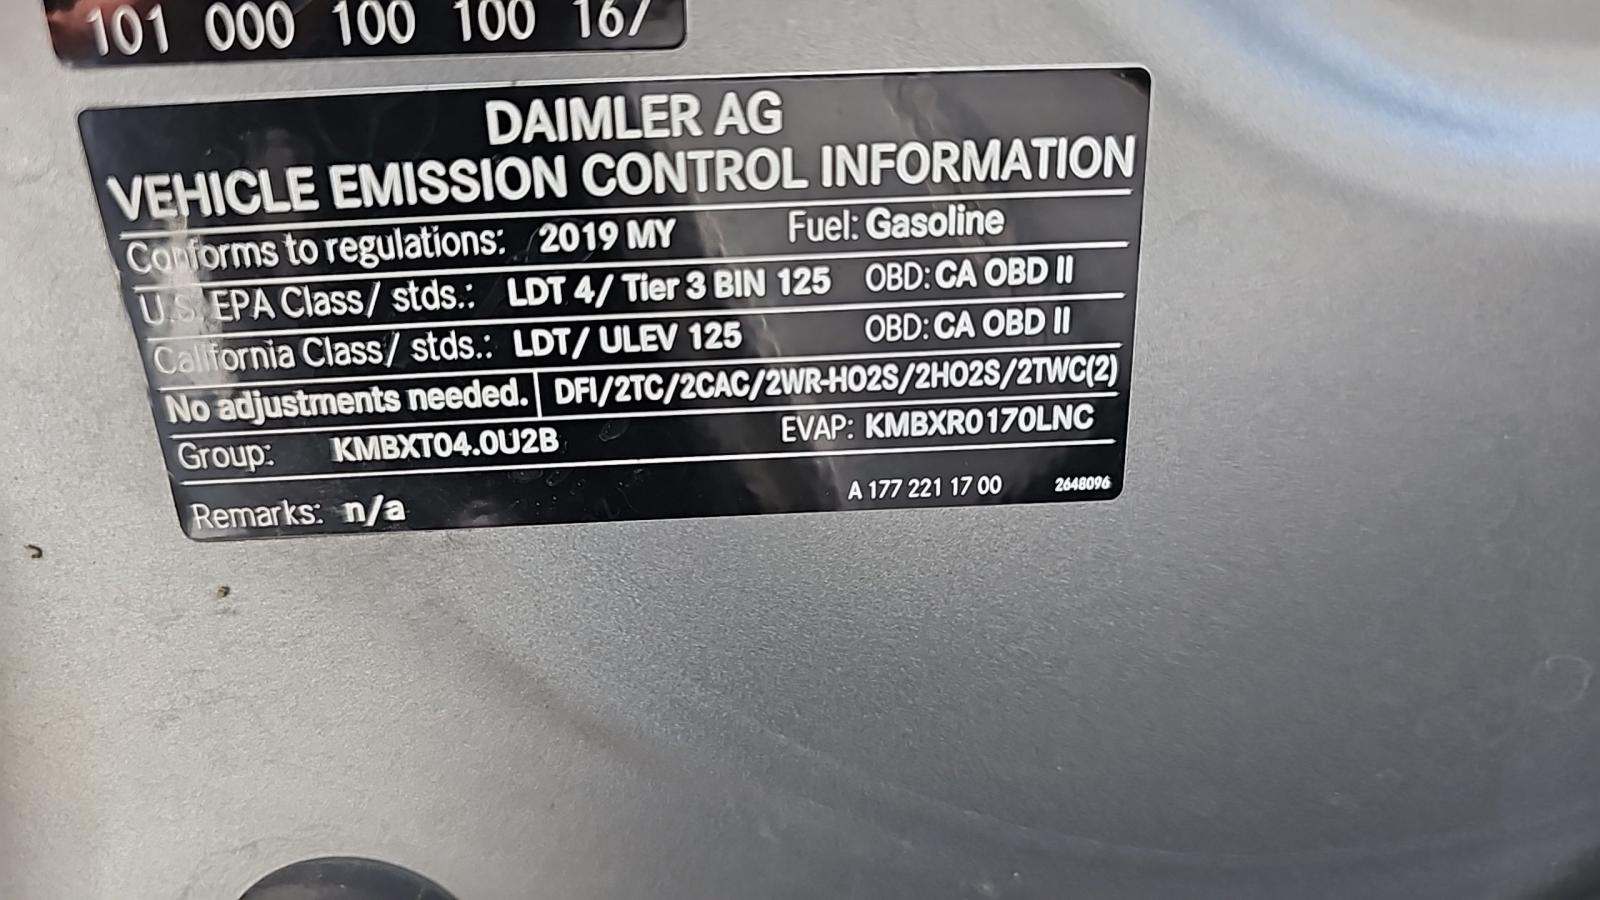 101 000 100 100 167
DAIMLER AG
VEHICLE EMISSION CONTROL INFORMATION
Conforms to regulations: 2019 MY Fuel: Gasoline
U.S. EPA Class/ stds.: LDT 4/ Tier 3 BIN 125 OBD: CA OBD II
California Class/ stds.: LDT/ ULEV 125 OBD: CA OBD II
No adjustments needed. DFI/2TC/2CAC/2WR-HO2S/2HO2S/2TWC(2)
Group: KMBXT04.0U2B EVAP: KMBXR0170LNC
Remarks: n/a A 177 221 17 00 2648096